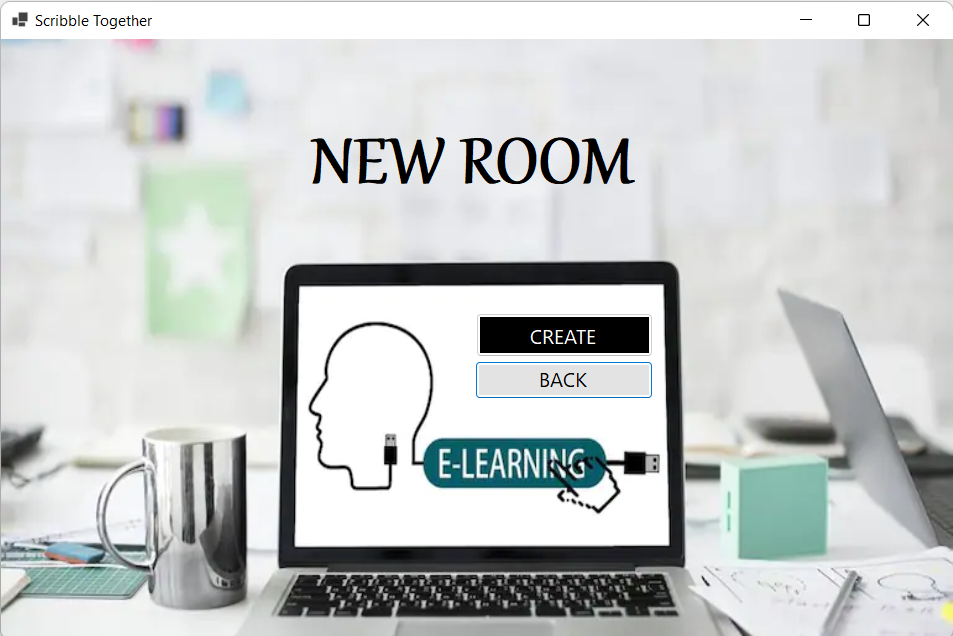 Scribble Together
NEW ROOM
CREATE
BACK
E-LEARNING